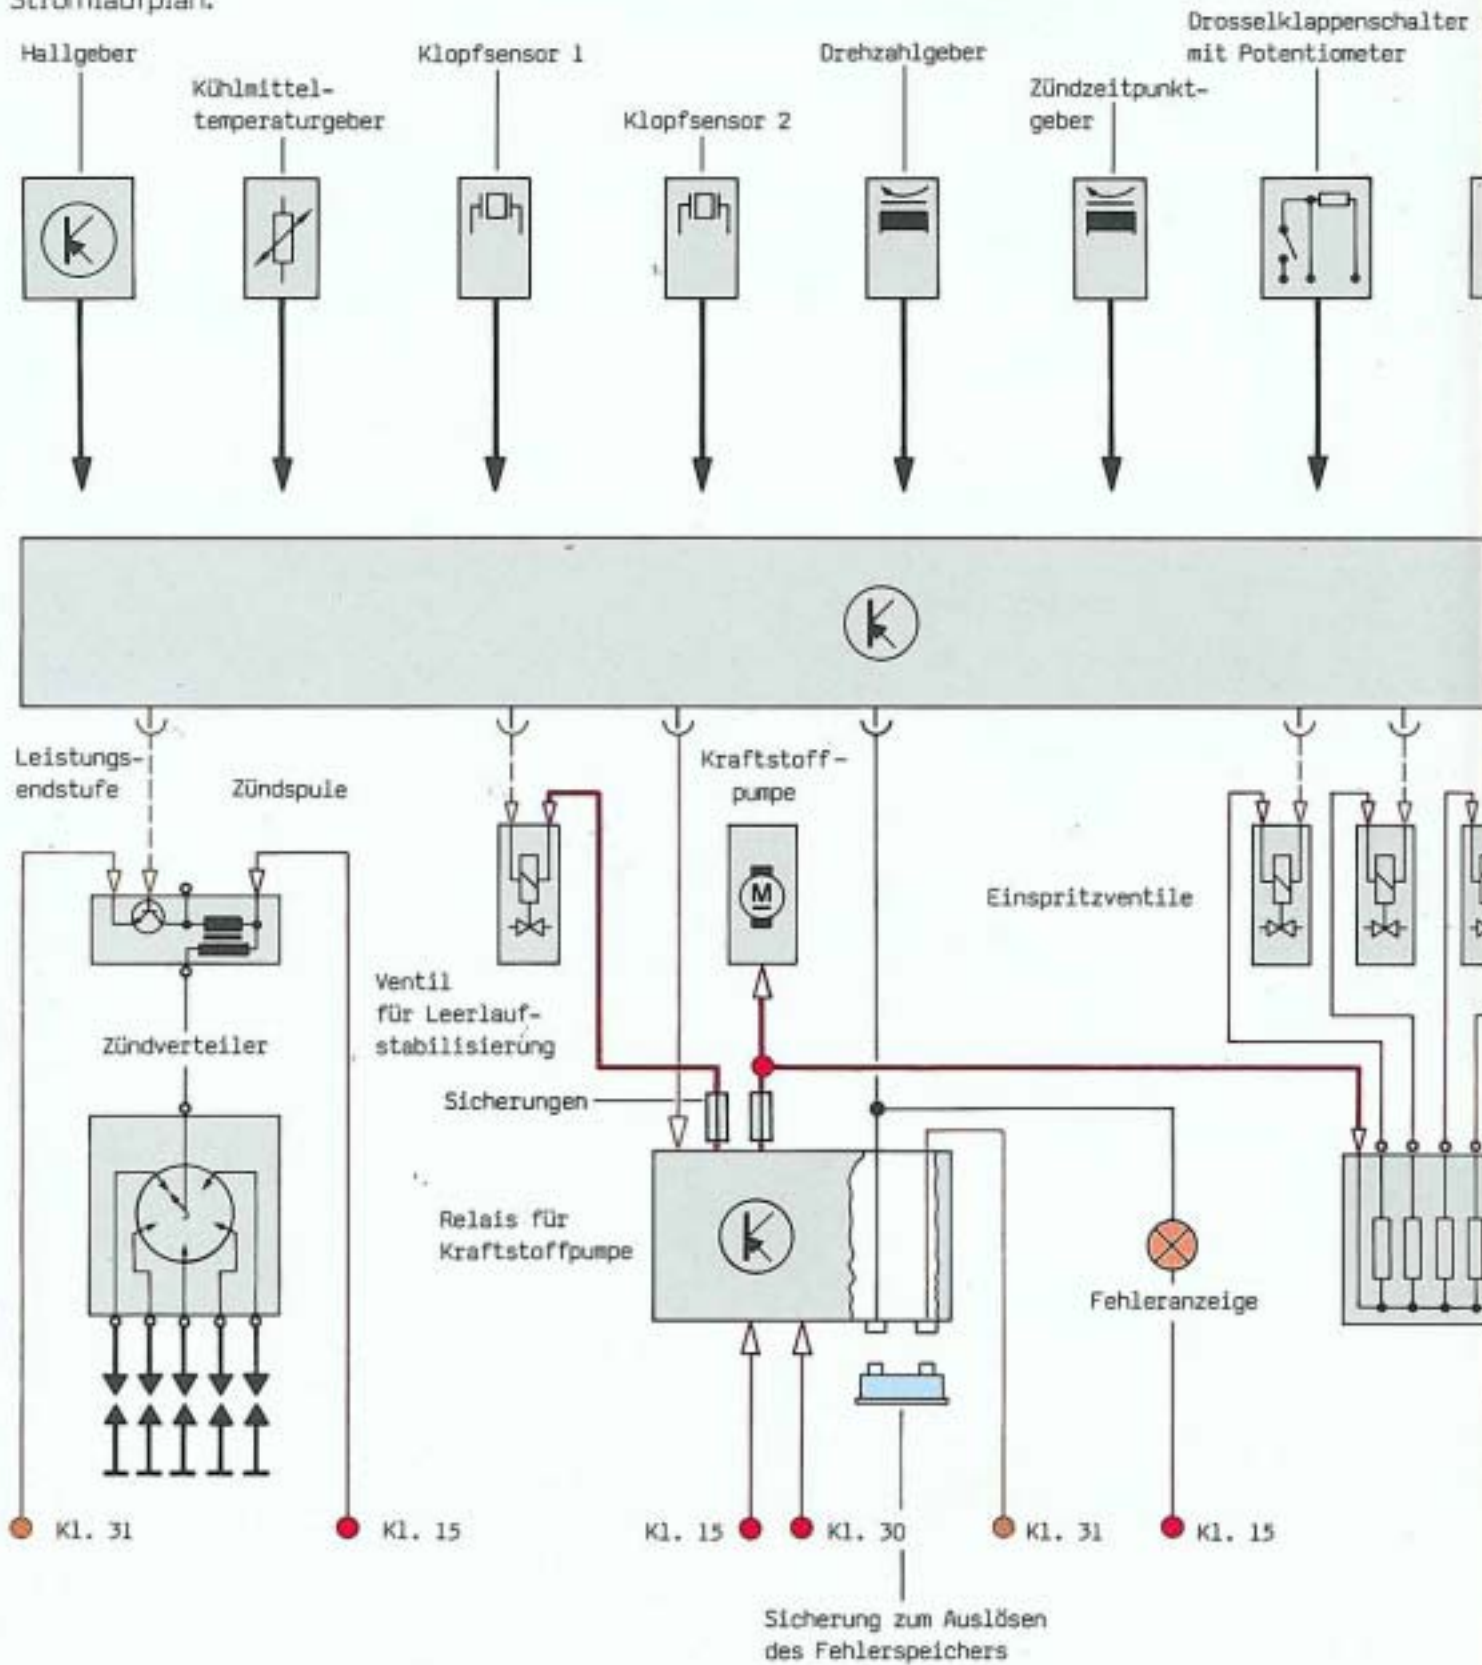 Stromlaufplan.
Hallgeber
Kühlmittel-
temperaturgeber
Klopfsensor 1
Klopfsensor 2
Drehzahlgeber
Zündzeitpunkt-
geber
Drosselklappenschalter
mit Potentiometer
Leistungs-
endstufe
Zündspule
Kraftstoff-
pumpe
M
Einspritzventile
Ventil
für Leerlauf-
stabilisierung
Zündverteiler
Sicherungen
Relais für
Kraftstoffpumpe
Fehleranzeige
Kl. 31
Kl. 15
Kl. 15
Kl. 30
Kl. 31
Kl. 15
Sicherung zum Auslösen
des Fehlerspeichers